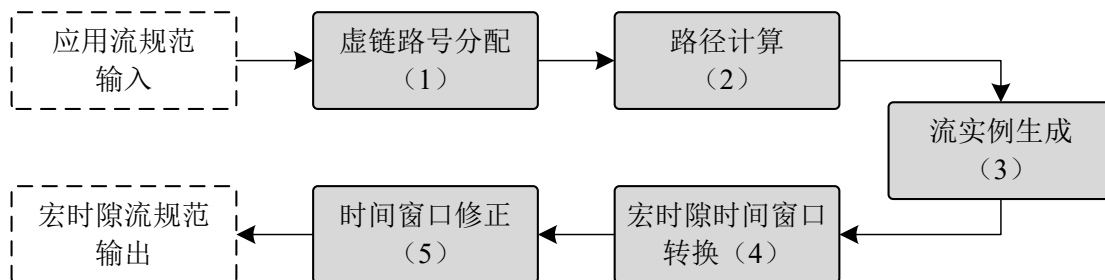 应用流规范
输入
虚链路号分配
（1）
路径计算
（2）
流实例生成
（3）
宏时隙时间窗口
转换（4）
时间窗口修正
（5）
宏时隙流规范
输出